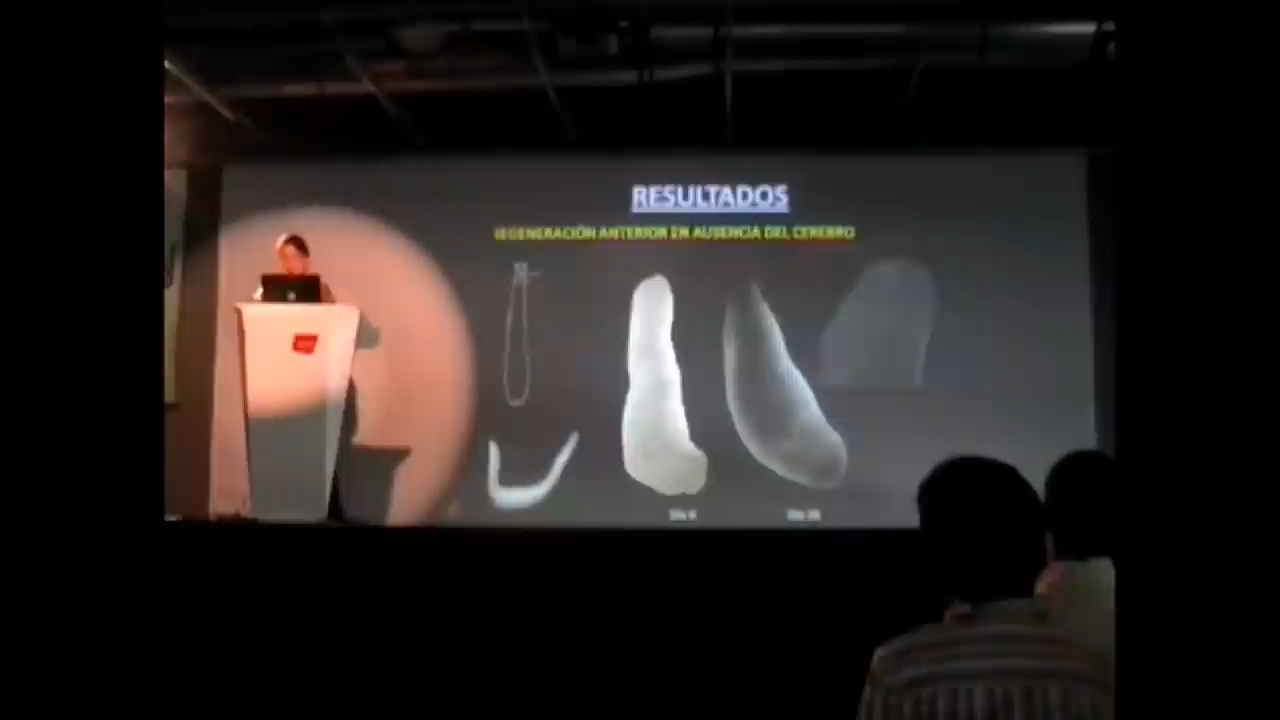 RESULTADOS
REGENERACIÓN ANTERIOR EN AUSENCIA DEL CEREBRO